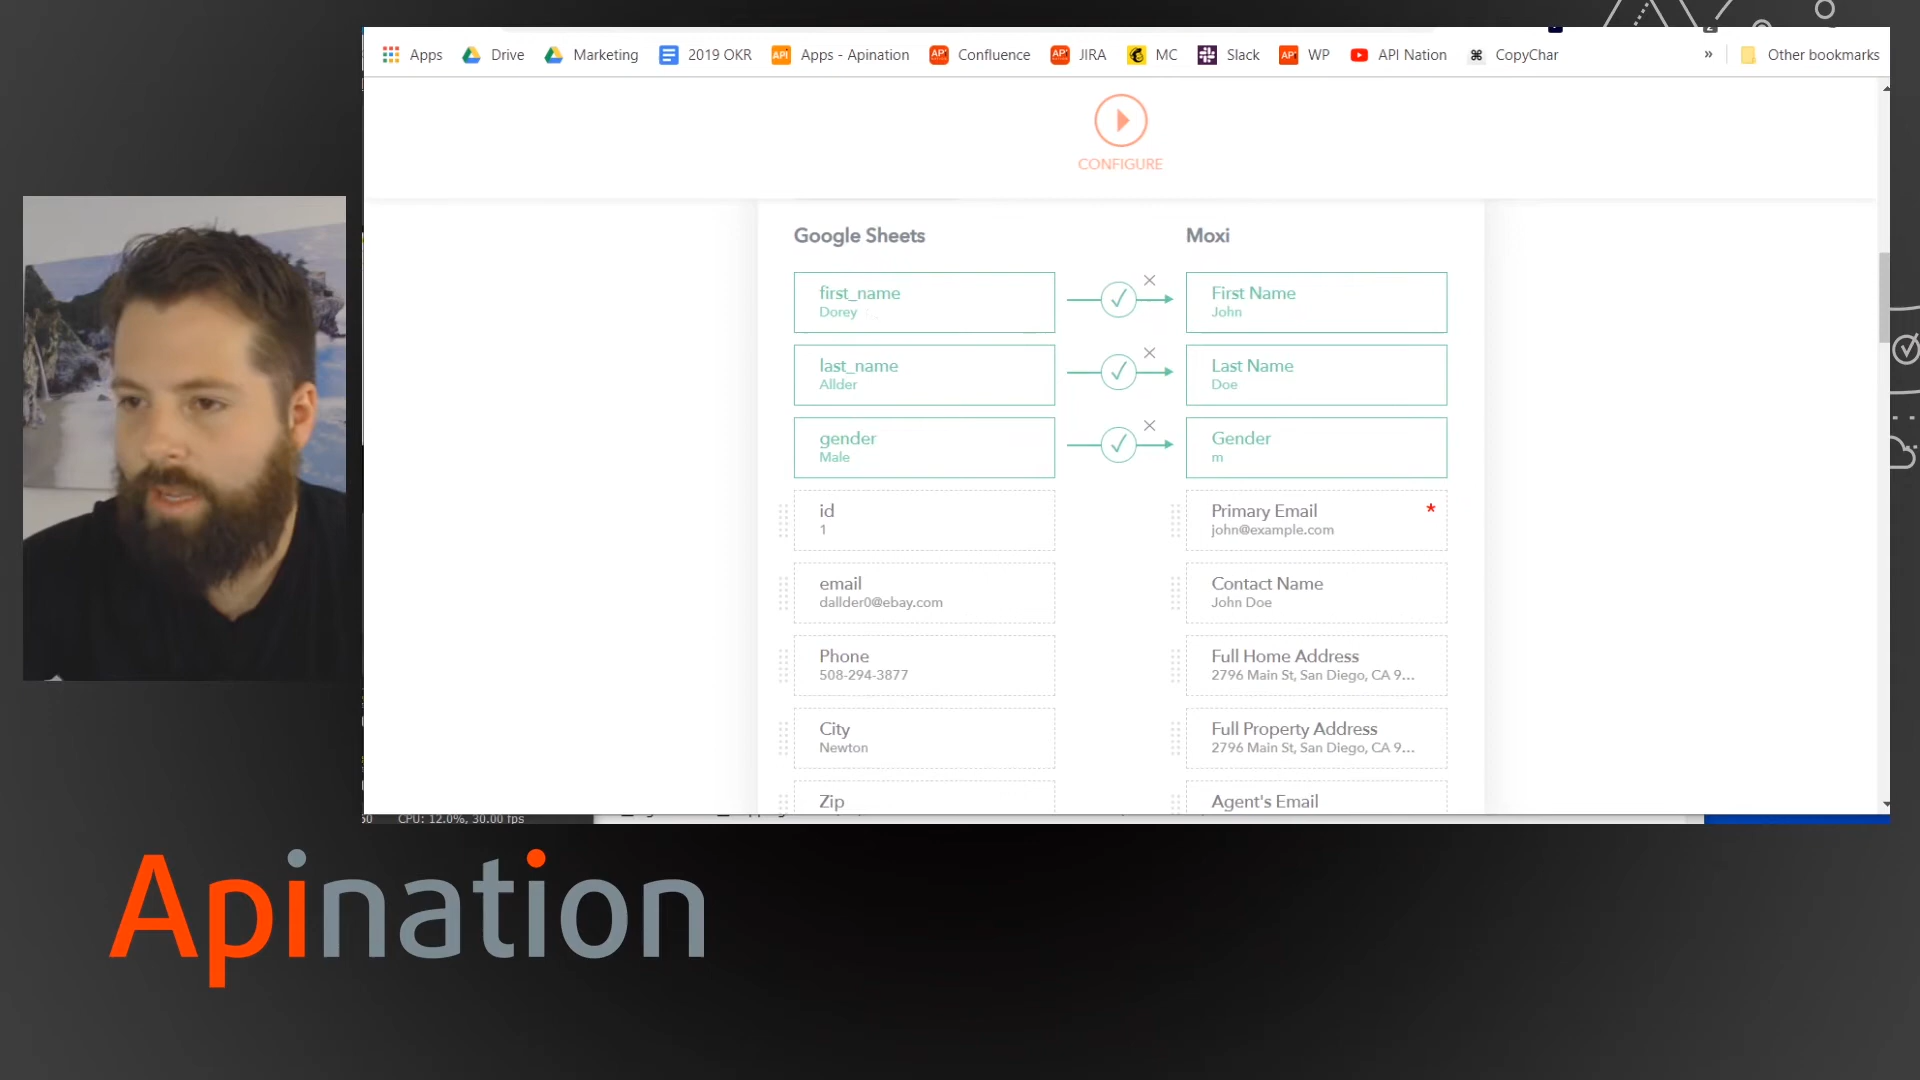 Apps Drive Marketing 2019 OKR Apps - Apination Confluence JIRA MC Slack WP API Nation CopyChar » Other bookmarks
CONFIGURE
Google Sheets Moxi
first_name
Dorey
First Name
John
last_name
Allder
Last Name
Doe
gender
Male
Gender
m
id
1
Primary Email *
john@example.com
email
dallder0@ebay.com
Contact Name
John Doe
Phone
508-294-3877
Full Home Address
2796 Main St, San Diego, CA 9...
City
Newton
Full Property Address
2796 Main St, San Diego, CA 9...
Zip
Agent's Email
CPU: 12.0%, 30.00 fps
Apination